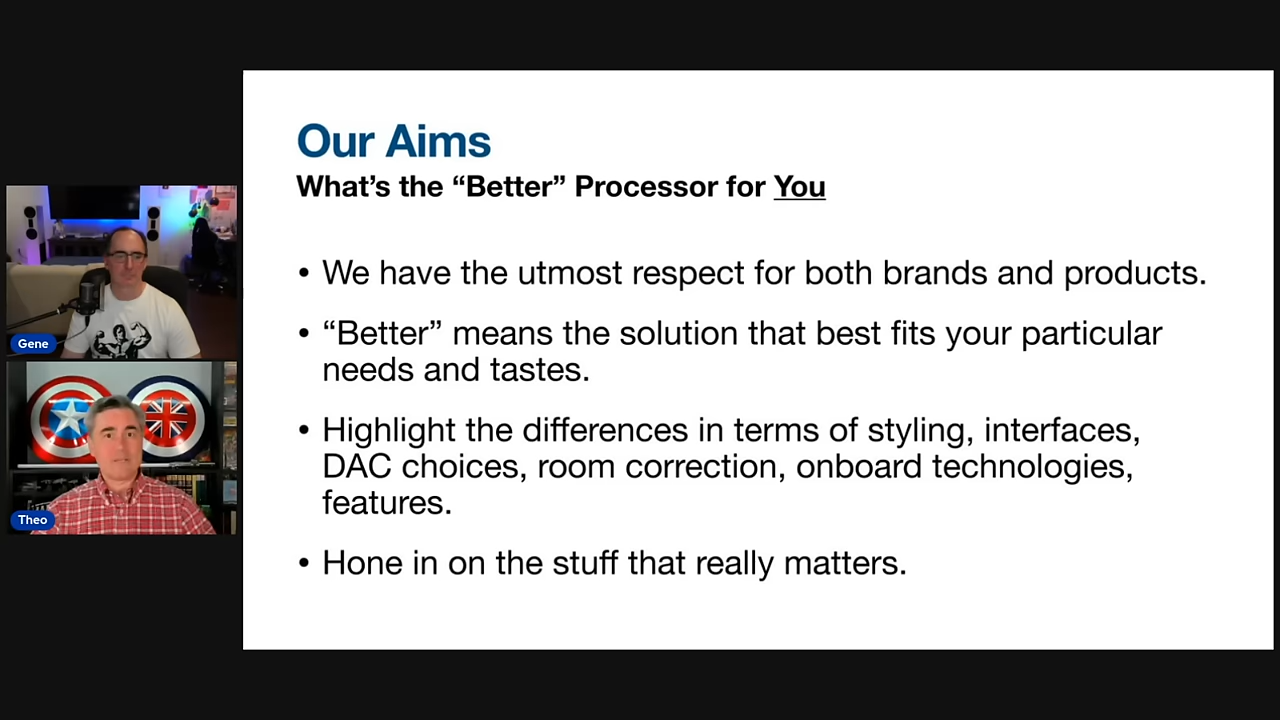 Our Aims
What’s the “Better” Processor for You
• We have the utmost respect for both brands and products.
• “Better” means the solution that best fits your particular
needs and tastes.
• Highlight the differences in terms of styling, interfaces,
DAC choices, room correction, onboard technologies,
features.
• Hone in on the stuff that really matters.
Gene
Theo